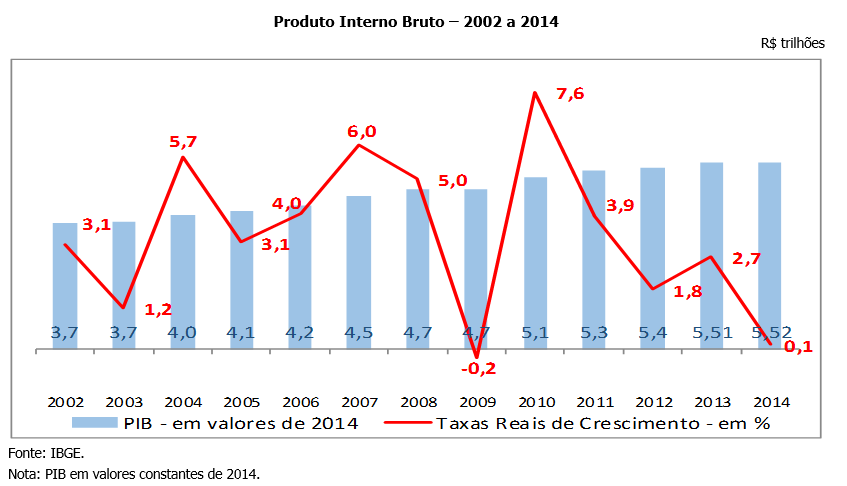 Produto Interno Bruto – 2002 a 2014
R$ trilhões
7,6
6,0
5,7
5,0
4,0
3,9
3,1
3,1
2,7
1,8
1,2
3,7 3,7 4,0 4,1 4,2 4,5 4,7 4,7 5,1 5,3 5,4 5,51 5,52
0,1
-0,2
2002 2003 2004 2005 2006 2007 2008 2009 2010 2011 2012 2013 2014
PIB - em valores de 2014 Taxas Reais de Crescimento - em %
Fonte: IBGE.
Nota: PIB em valores constantes de 2014.